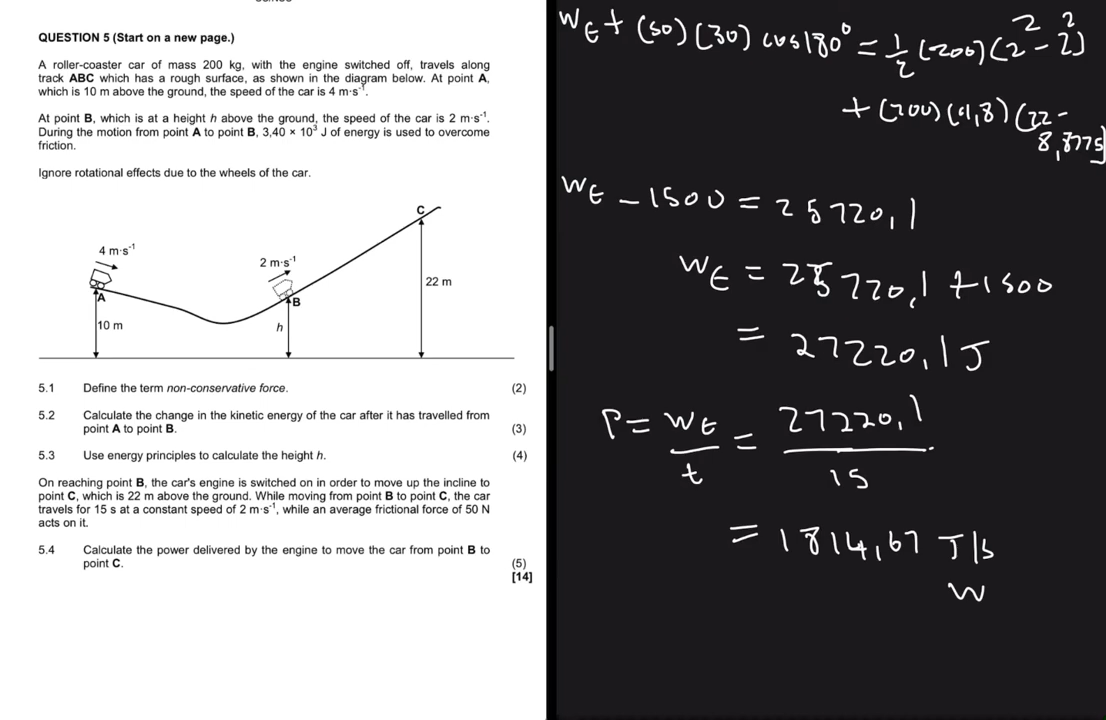 QUESTION 5 (Start on a new page.)
A roller-coaster car of mass 200 kg, with the engine switched off, travels along
track ABC which has a rough surface, as shown in the diagram below. At point A,
which is 10 m above the ground, the speed of the car is 4 m·s⁻¹.
At point B, which is at a height h above the ground, the speed of the car is 2 m·s⁻¹.
During the motion from point A to point B, 3,40 × 10³ J of energy is used to overcome
friction.
Ignore rotational effects due to the wheels of the car.
C
4 m·s⁻¹
2 m·s⁻¹
22 m
A
B
10 m
h
5.1 Define the term non-conservative force. (2)
5.2 Calculate the change in the kinetic energy of the car after it has travelled from
point A to point B. (3)
5.3 Use energy principles to calculate the height h. (4)
On reaching point B, the car's engine is switched on in order to move up the incline to
point C, which is 22 m above the ground. While moving from point B to point C, the car
travels for 15 s at a constant speed of 2 m·s⁻¹, while an average frictional force of 50 N
acts on it.
5.4 Calculate the power delivered by the engine to move the car from point B to
point C. (5)
[14]
W_E + (50)(30) cos180° = 1/2 (200)(2² - 2²)
+ (200)(9,8)(22 -
8,8775)
W_E - 1500 = 25720,1
W_E = 25720,1 + 1500
= 27220,1 J
P = W_E/t = 27220,1/15
= 1814,67 J/s
W